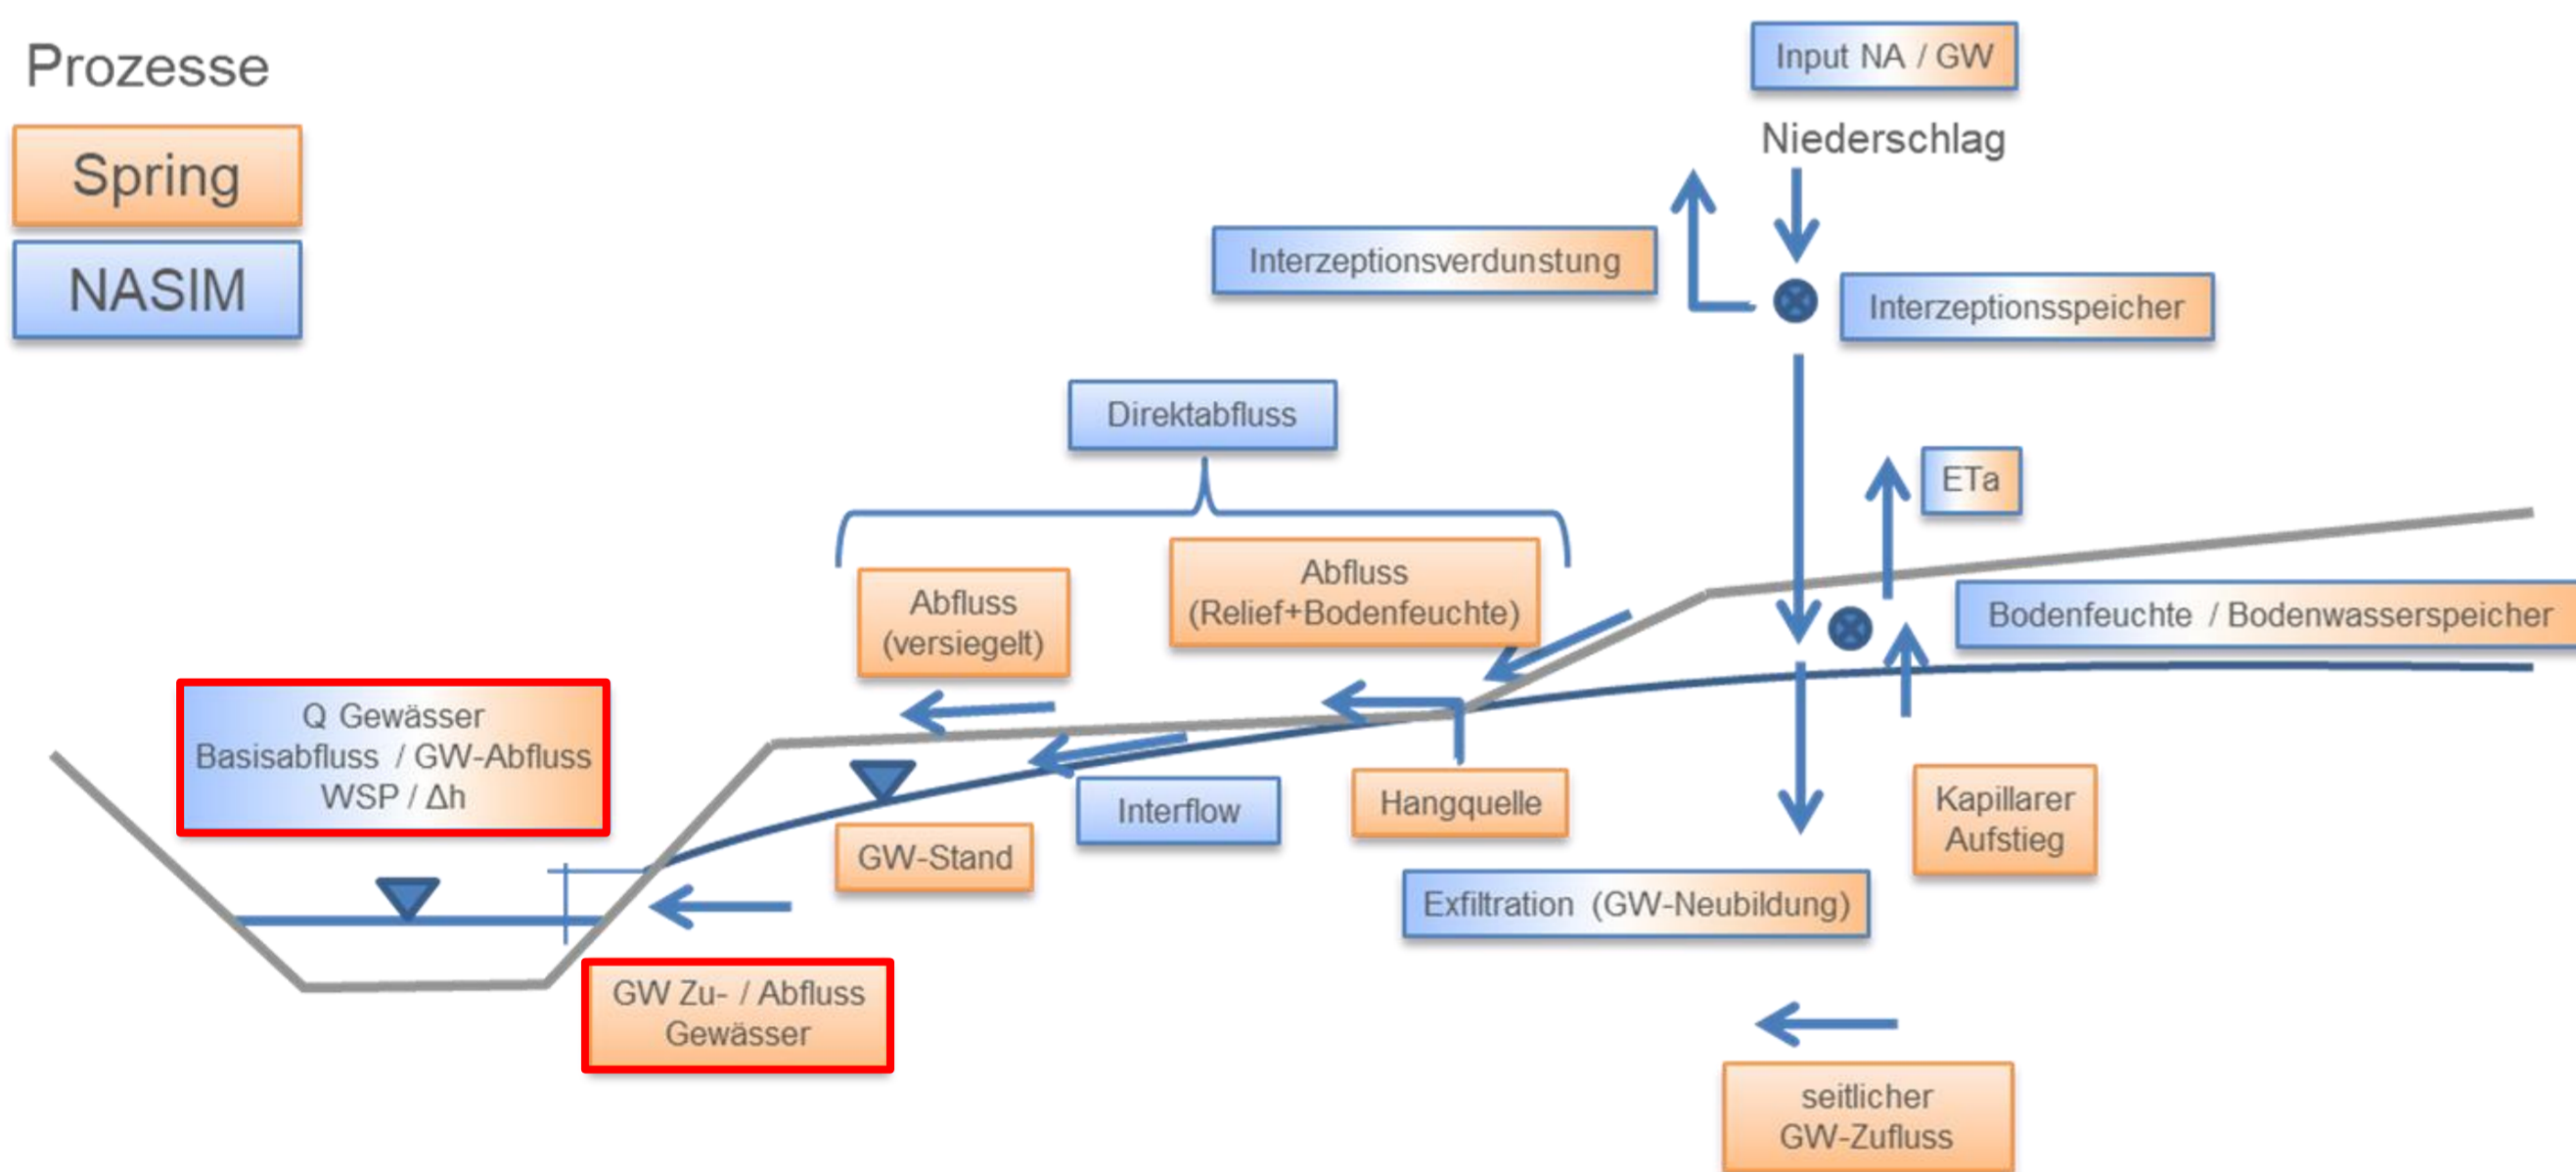 Prozesse
Spring
NASIM
Input NA / GW
Niederschlag
Interzeptionsverdunstung
Interzeptionsspeicher
Direktabfluss
ETa
Abfluss
(versiegelt)
Abfluss
(Relief+Bodenfeuchte)
Bodenfeuchte / Bodenwasserspeicher
Q Gewässer
Basisabfluss / GW-Abfluss
WSP / Δh
GW-Stand
Interflow
Hangquelle
Kapillarer
Aufstieg
Exfiltration (GW-Neubildung)
GW Zu- / Abfluss
Gewässer
seitlicher
GW-Zufluss